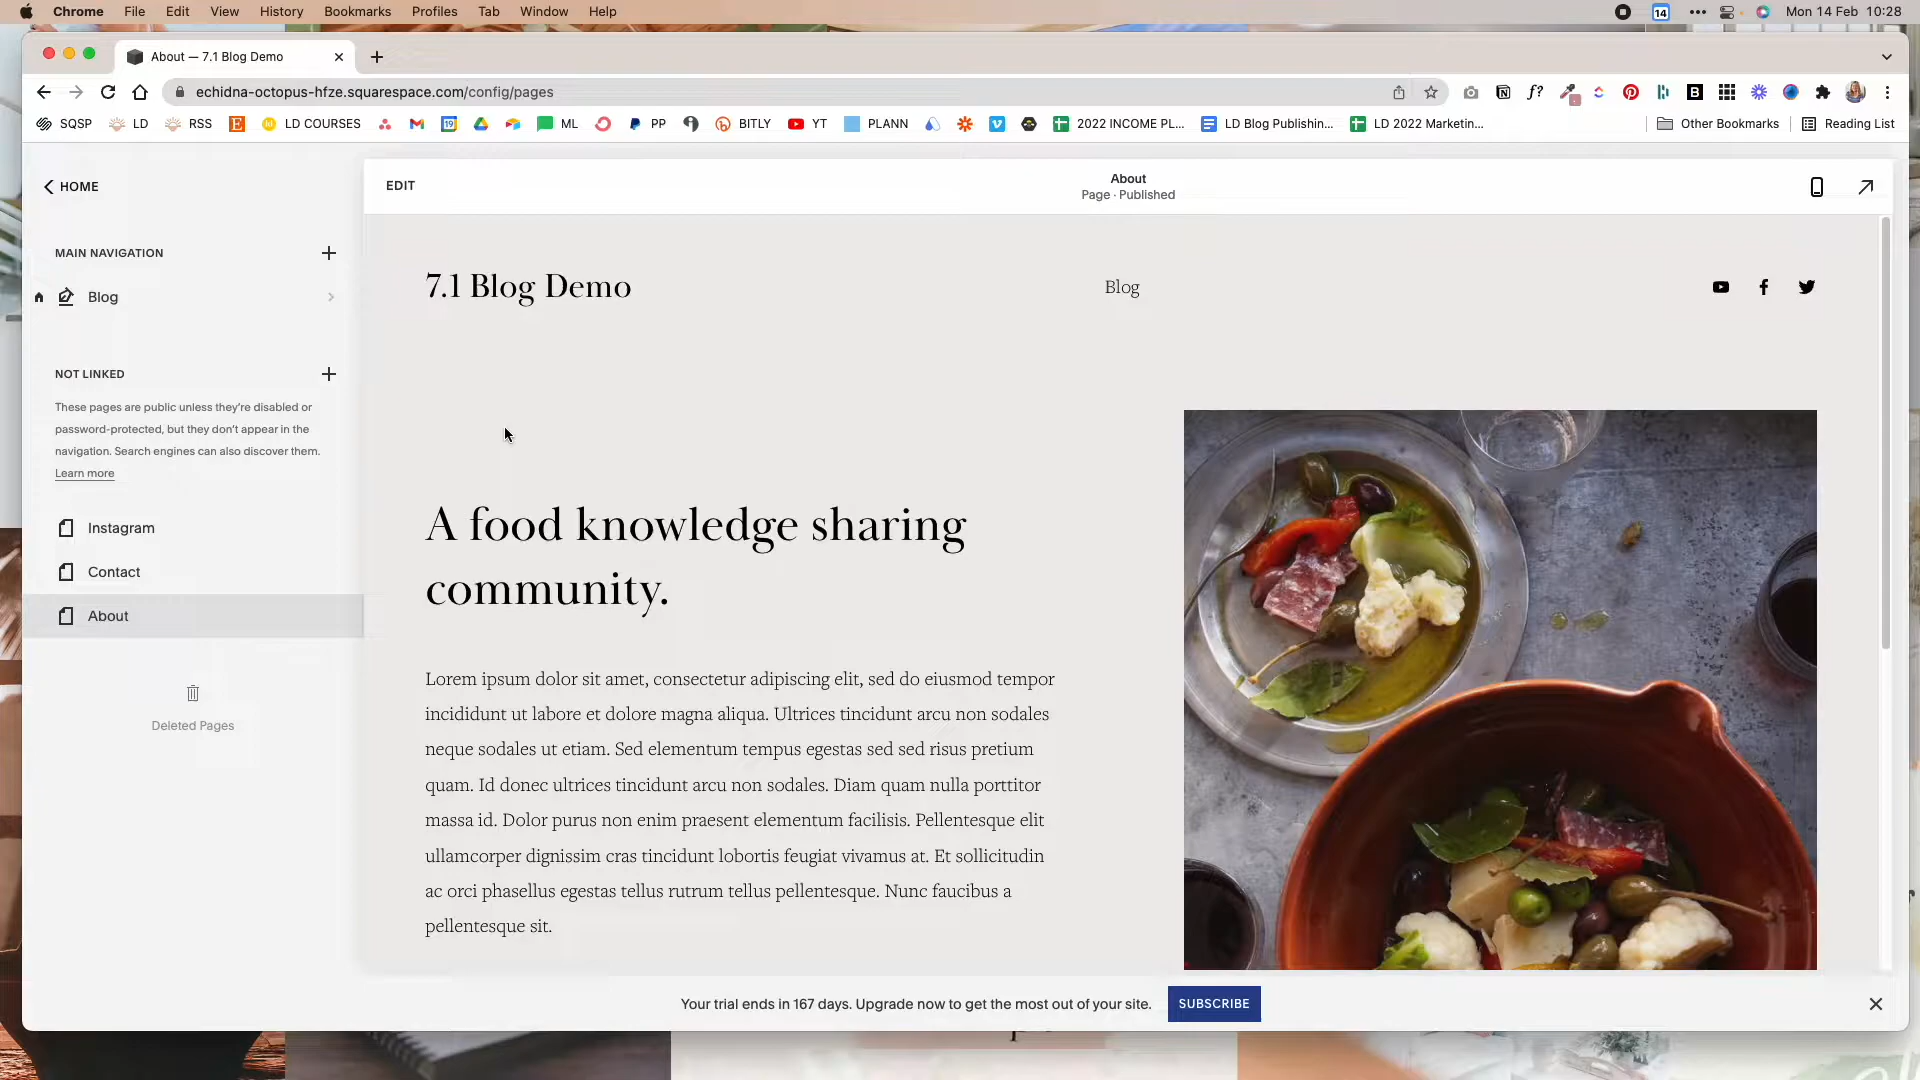 Chrome File Edit View History Bookmarks Profiles Tab Window Help
14
Mon 14 Feb 10:28
About — 7.1 Blog Demo
echidna-octopus-hfze.squarespace.com/config/pages
SQSP LD RSS LD COURSES ML PP BITLY YT PLANN 2022 INCOME PL... LD Blog Publishin... LD 2022 Marketin... Other Bookmarks Reading List
HOME
EDIT
About
Page · Published
MAIN NAVIGATION
Blog
NOT LINKED
These pages are public unless they're disabled or
password-protected, but they don't appear in the
navigation. Search engines can also discover them.
Learn more
Instagram
Contact
About
Deleted Pages
7.1 Blog Demo
Blog
A food knowledge sharing
community.
Lorem ipsum dolor sit amet, consectetur adipiscing elit, sed do eiusmod tempor
incididunt ut labore et dolore magna aliqua. Ultrices tincidunt arcu non sodales
neque sodales ut etiam. Sed elementum tempus egestas sed sed risus pretium
quam. Id donec ultrices tincidunt arcu non sodales. Diam quam nulla porttitor
massa id. Dolor purus non enim praesent elementum facilisis. Pellentesque elit
ullamcorper dignissim cras tincidunt lobortis feugiat vivamus at. Et sollicitudin
ac orci phasellus egestas tellus rutrum tellus pellentesque. Nunc faucibus a
pellentesque sit.
Your trial ends in 167 days. Upgrade now to get the most out of your site.
SUBSCRIBE